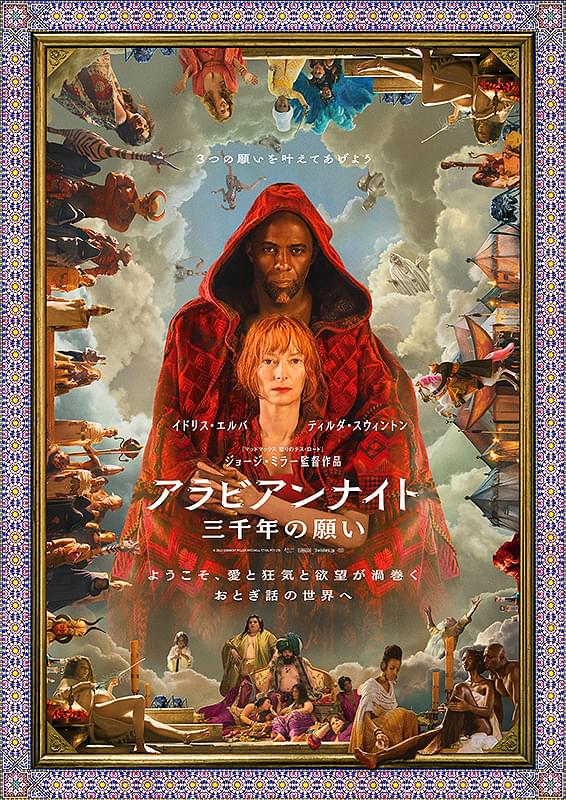 3つの願いを叶えてあげよう
イドリス・エルバ ティルダ・スウィントン
『マッドマックス 怒りのデス・ロード』
ジョージ・ミラー監督作品
アラビアンナイト
三千年の願い
ようこそ、愛と狂気と欲望が渦巻く
おとぎ話の世界へ